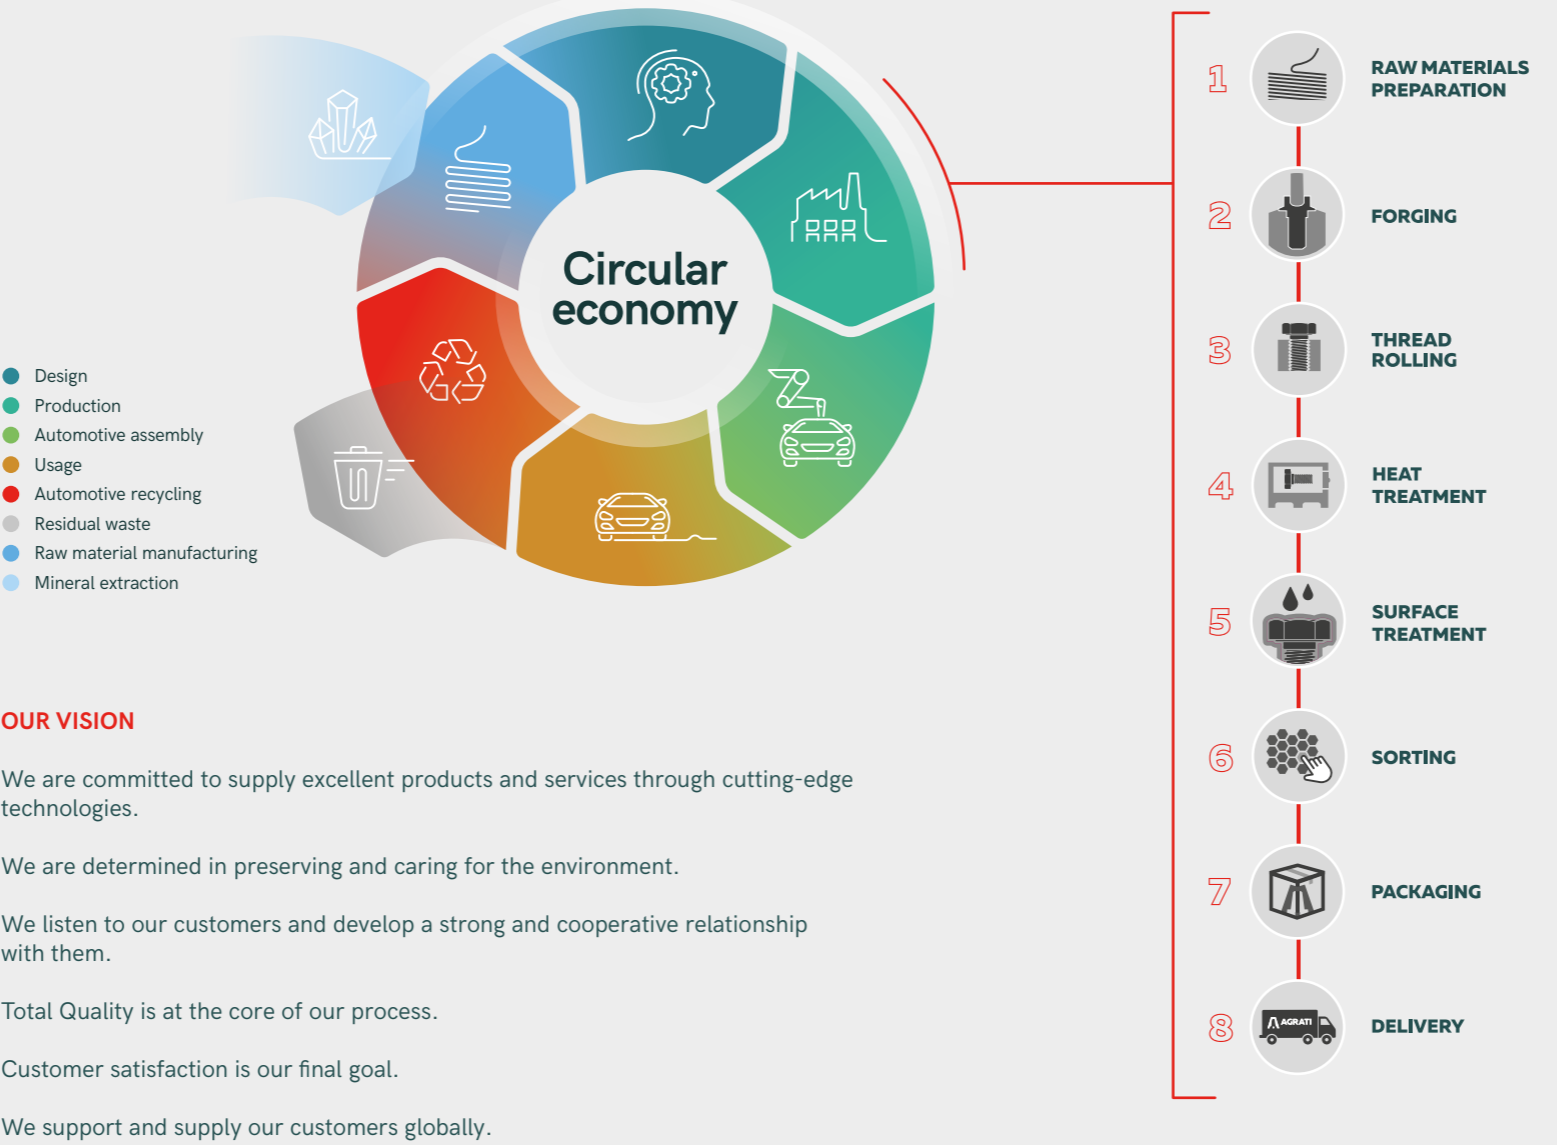 Circular
economy
Design
Production
Automotive assembly
Usage
Automotive recycling
Residual waste
Raw material manufacturing
Mineral extraction
OUR VISION
We are committed to supply excellent products and services through cutting-edge
technologies.
We are determined in preserving and caring for the environment.
We listen to our customers and develop a strong and cooperative relationship
with them.
Total Quality is at the core of our process.
Customer satisfaction is our final goal.
We support and supply our customers globally.
1
RAW MATERIALS
PREPARATION
2
FORGING
3
THREAD
ROLLING
4
HEAT
TREATMENT
5
SURFACE
TREATMENT
6
SORTING
7
PACKAGING
8
AGRATI
DELIVERY